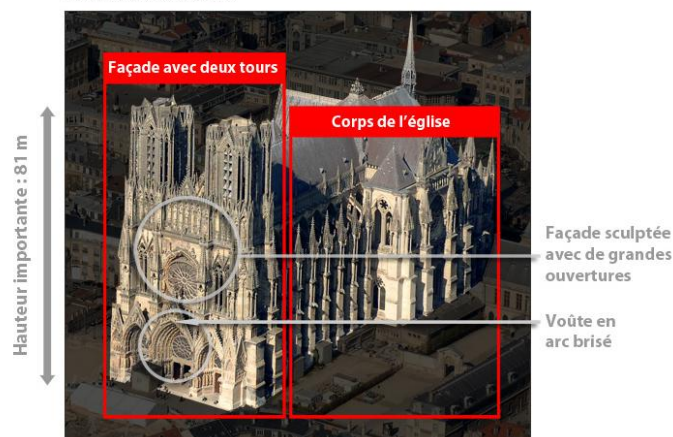 Façade avec deux tours
Corps de l'église
Hauteur importante : 81 m
Façade sculptée
avec de grandes
ouvertures
Voûte en
arc brisé